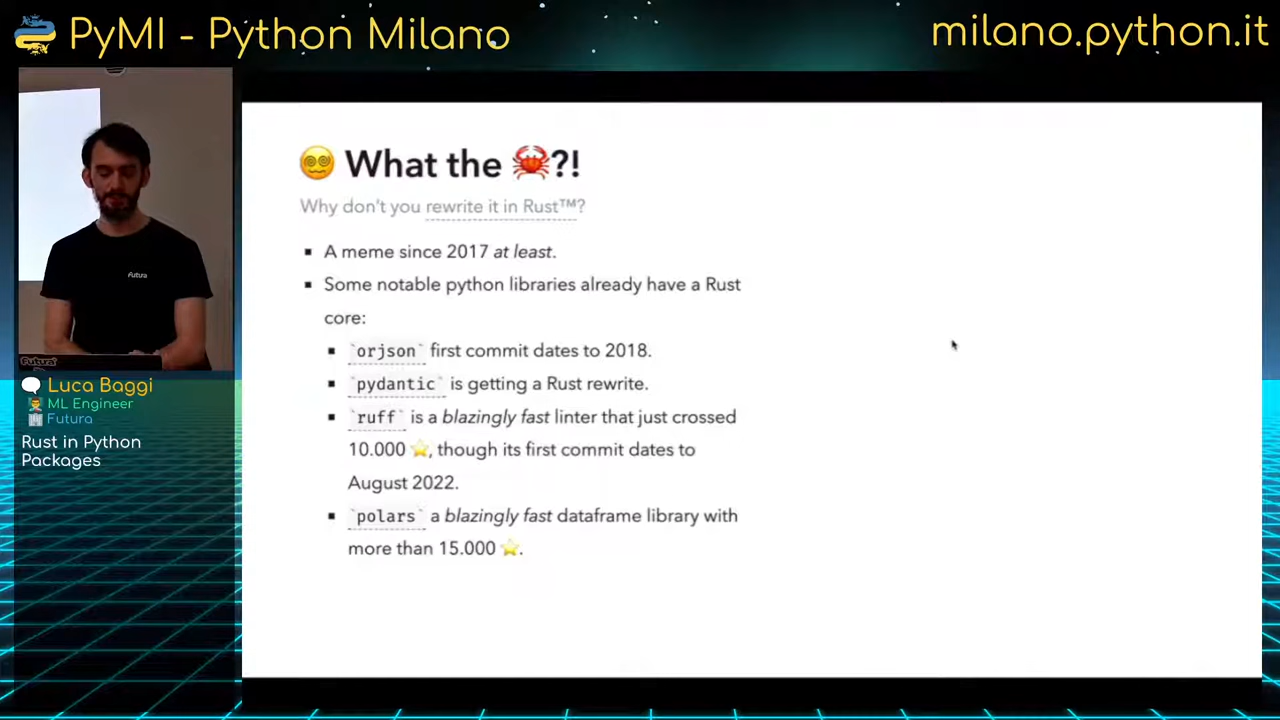 PyMI - Python Milano
milano.python.it
What the 🦀?!
Why don't you rewrite it in Rust™?
▪ A meme since 2017 at least.
▪ Some notable python libraries already have a Rust
core:
▪ `orjson` first commit dates to 2018.
▪ `pydantic` is getting a Rust rewrite.
▪ `ruff` is a blazingly fast linter that just crossed
10.000 ⭐, though its first commit dates to
August 2022.
▪ `polars` a blazingly fast dataframe library with
more than 15.000 ⭐.
Futura
Futura
Luca Baggi
ML Engineer
Futura
Rust in Python
Packages